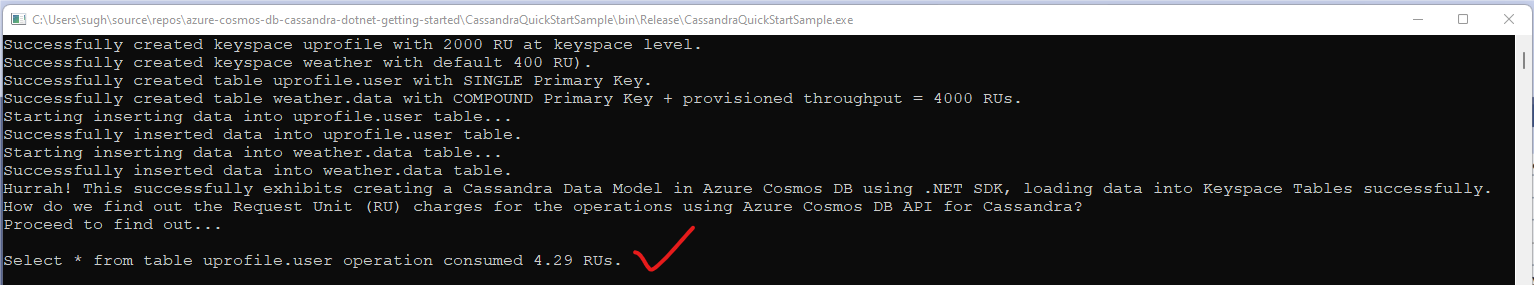 C:\Users\sugh\source\repos\azure-cosmos-db-cassandra-dotnet-getting-started\CassandraQuickStartSample\bin\Release\CassandraQuickStartSample.exe
Successfully created keyspace uprofile with 2000 RU at keyspace level.
Successfully created keyspace weather with default 400 RU).
Successfully created table uprofile.user with SINGLE Primary Key.
Successfully created table weather.data with COMPOUND Primary Key + provisioned throughput = 4000 RUs.
Starting inserting data into uprofile.user table...
Successfully inserted data into uprofile.user table.
Starting inserting data into weather.data table...
Successfully inserted data into weather.data table.
Hurrah! This successfully exhibits creating a Cassandra Data Model in Azure Cosmos DB using .NET SDK, loading data into Keyspace Tables successfully.
How do we find out the Request Unit (RU) charges for the operations using Azure Cosmos DB API for Cassandra?
Proceed to find out...
Select * from table uprofile.user operation consumed 4.29 RUs.